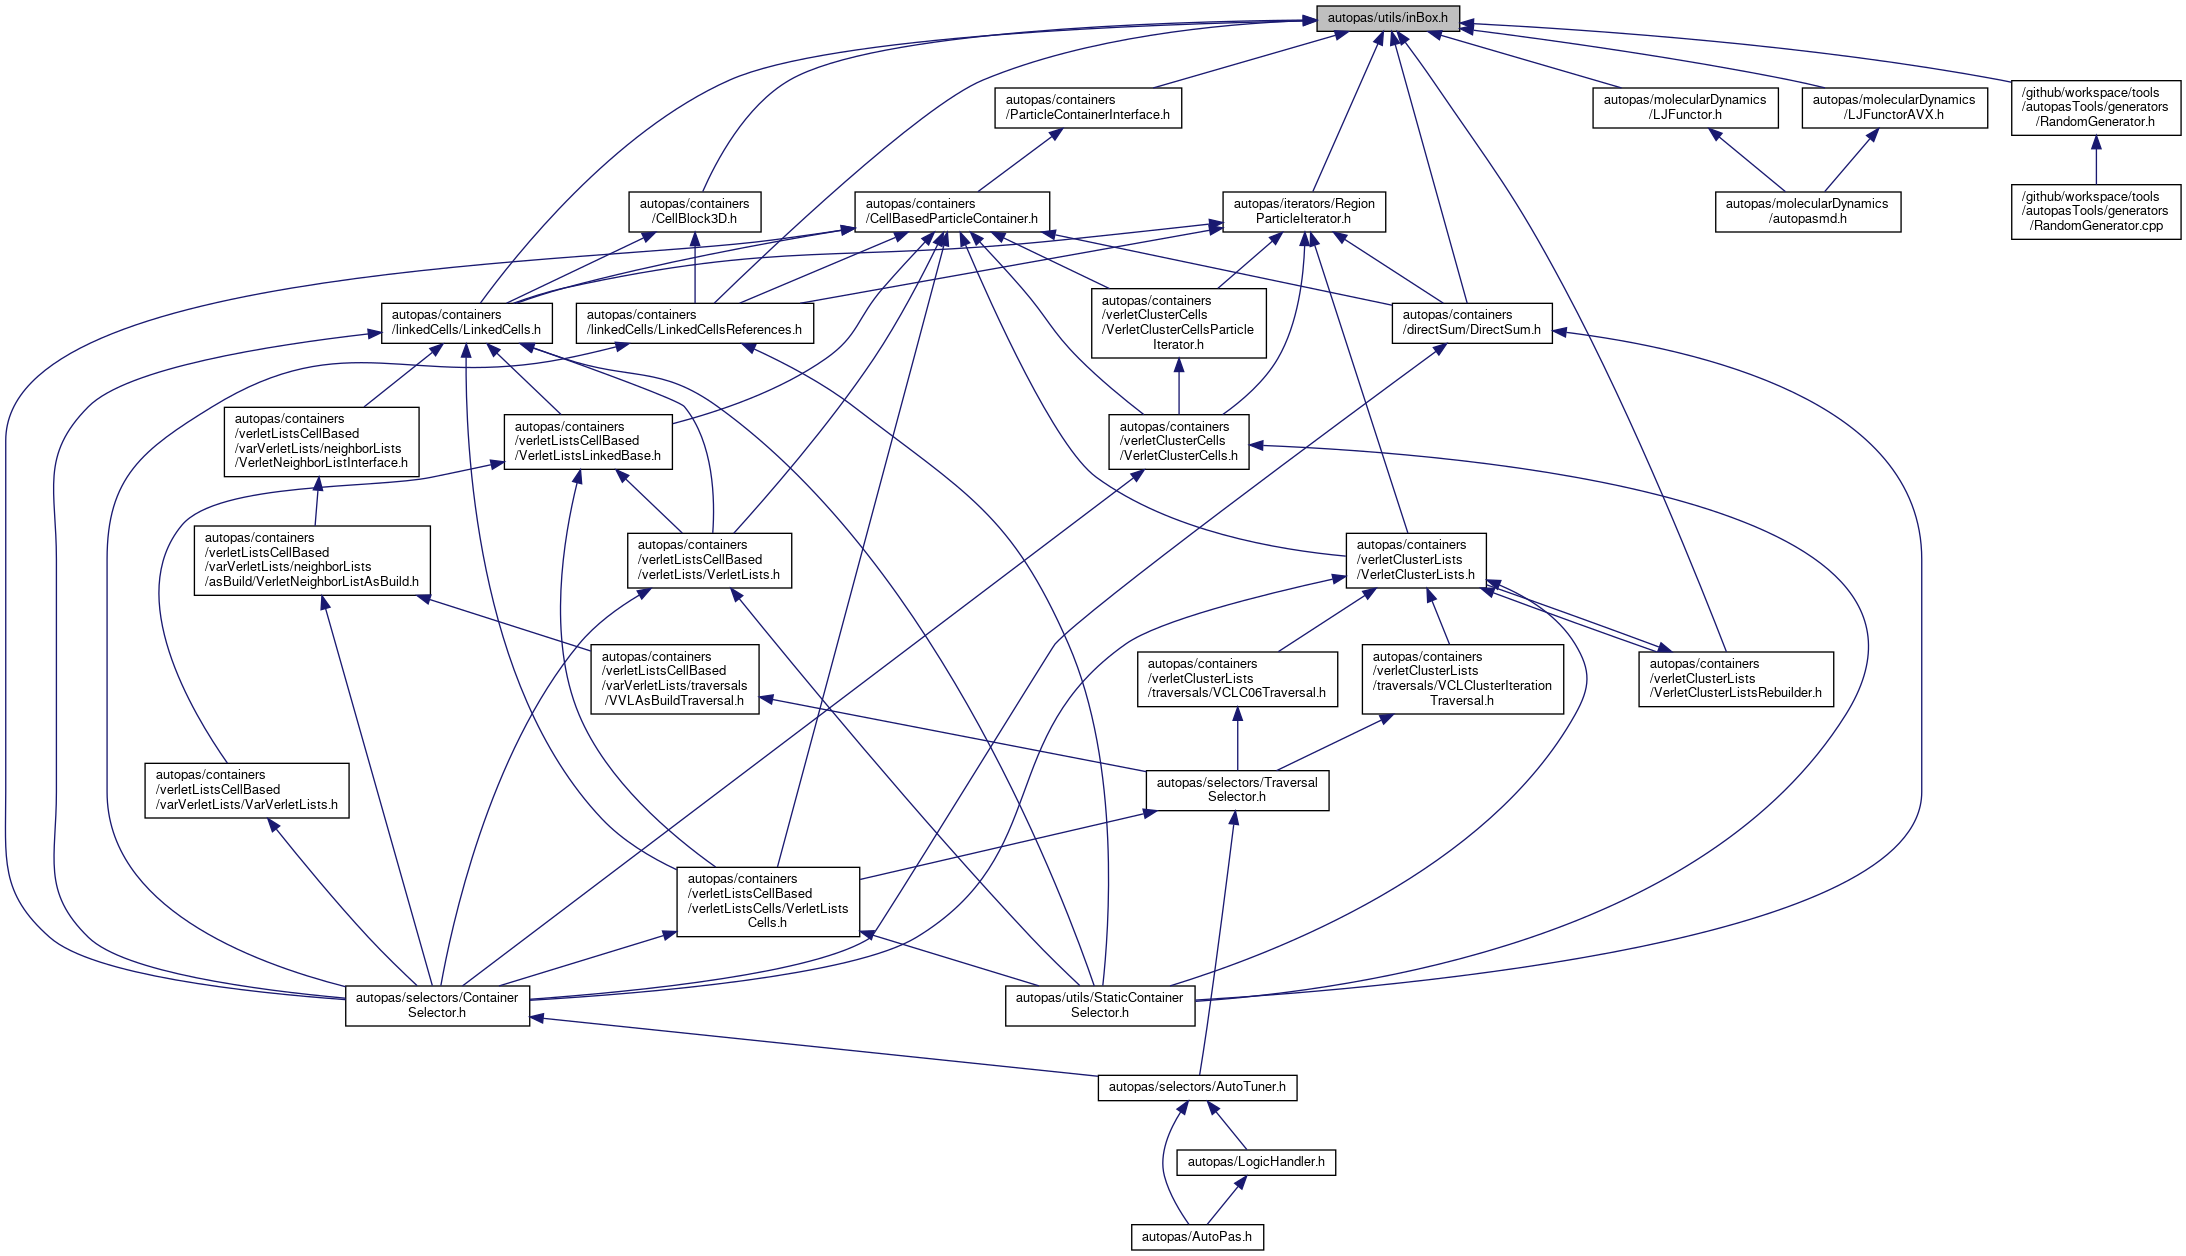 autopas/utils/inBox.h
autopas/containers
/ParticleContainerInterface.h
autopas/molecularDynamics
/LJFunctor.h
autopas/molecularDynamics
/LJFunctorAVX.h
/github/workspace/tools
/autopasTools/generators
/RandomGenerator.h
autopas/containers
/CellBlock3D.h
autopas/containers
/CellBasedParticleContainer.h
autopas/iterators/Region
ParticleIterator.h
autopas/molecularDynamics
/autopasmd.h
/github/workspace/tools
/autopasTools/generators
/RandomGenerator.cpp
autopas/containers
/linkedCells/LinkedCells.h
autopas/containers
/linkedCells/LinkedCellsReferences.h
autopas/containers
/verletClusterCells
/VerletClusterCellsParticle
Iterator.h
autopas/containers
/directSum/DirectSum.h
autopas/containers
/verletListsCellBased
/varVerletLists/neighborLists
/VerletNeighborListInterface.h
autopas/containers
/verletListsCellBased
/VerletListsLinkedBase.h
autopas/containers
/verletClusterCells
/VerletClusterCells.h
autopas/containers
/verletListsCellBased
/varVerletLists/neighborLists
/asBuild/VerletNeighborListAsBuild.h
autopas/containers
/verletListsCellBased
/verletLists/VerletLists.h
autopas/containers
/verletClusterLists
/VerletClusterLists.h
autopas/containers
/verletListsCellBased
/varVerletLists/traversals
/VVLAsBuildTraversal.h
autopas/containers
/verletClusterLists
/traversals/VCLC06Traversal.h
autopas/containers
/verletClusterLists
/traversals/VCLClusterIteration
Traversal.h
autopas/containers
/verletClusterLists
/VerletClusterListsRebuilder.h
autopas/containers
/verletListsCellBased
/varVerletLists/VarVerletLists.h
autopas/selectors/Traversal
Selector.h
autopas/containers
/verletListsCellBased
/verletListsCells/VerletLists
Cells.h
autopas/selectors/Container
Selector.h
autopas/utils/StaticContainer
Selector.h
autopas/selectors/AutoTuner.h
autopas/LogicHandler.h
autopas/AutoPas.h